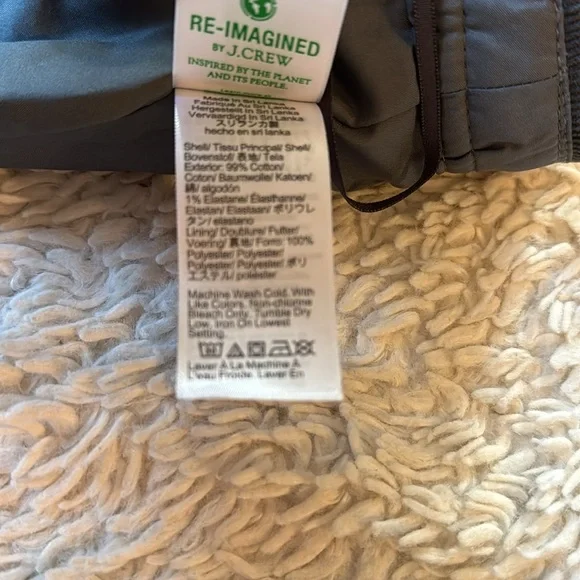 RE-IMAGINED
BY J.CREW
INSPIRED BY THE PLANET
AND ITS PEOPLE.
Made in Sri Lanka
Fabriqué Au Sri Lanka
Hergestellt In Sri Lanka
Vervaardigd In Sri Lanka
スリランカ製
hecho en sri lanka
Shell/ Tissu Principal/ Shell/
Bovenstof/ 表地/ Tela
Exterior: 99% Cotton/
Coton/ Baumwolle/ Katoen/
綿/ algodón
1% Elastane/ Élasthanne/
Elastan/ Elastaan/ ポリウレ
タン/ elastano
Lining/ Doublure/ Futter/
Voering/ 裏地/ Forro: 100%
Polyester/ Polyester/
Polyester/ Polyester/ ポリ
エステル/ poliéster
Machine Wash Cold, With
Like Colors, Non-chlorine
Bleach Only, Tumble Dry
Low, Iron On Lowest
Setting.
Laver À La Machine À
L'eau Froide, Laver En